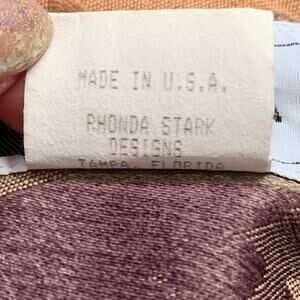 MADE IN U.S.A.
RHONDA STARK
DESIGNS
TAMPA, FLORIDA